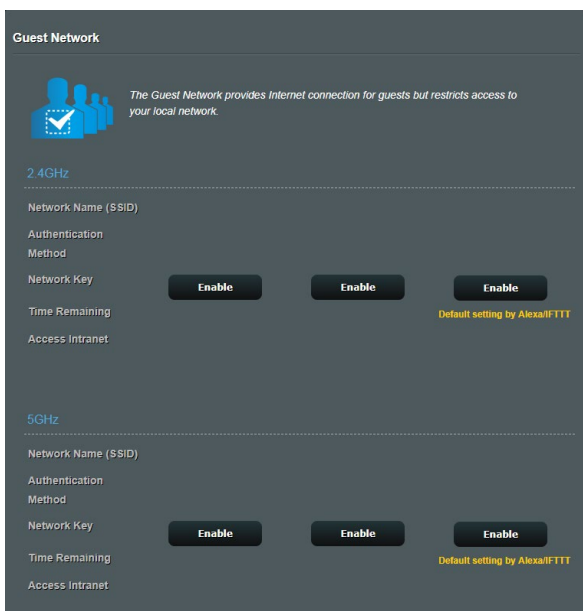 Guest Network
The Guest Network provides Internet connection for guests but restricts access to
your local network.
2.4GHz
Network Name (SSID)
Authentication
Method
Network Key
Enable
Enable
Enable
Time Remaining
Default setting by Alexa/IFTTT
Access Intranet
5GHz
Network Name (SSID)
Authentication
Method
Network Key
Enable
Enable
Enable
Time Remaining
Default setting by Alexa/IFTTT
Access Intranet